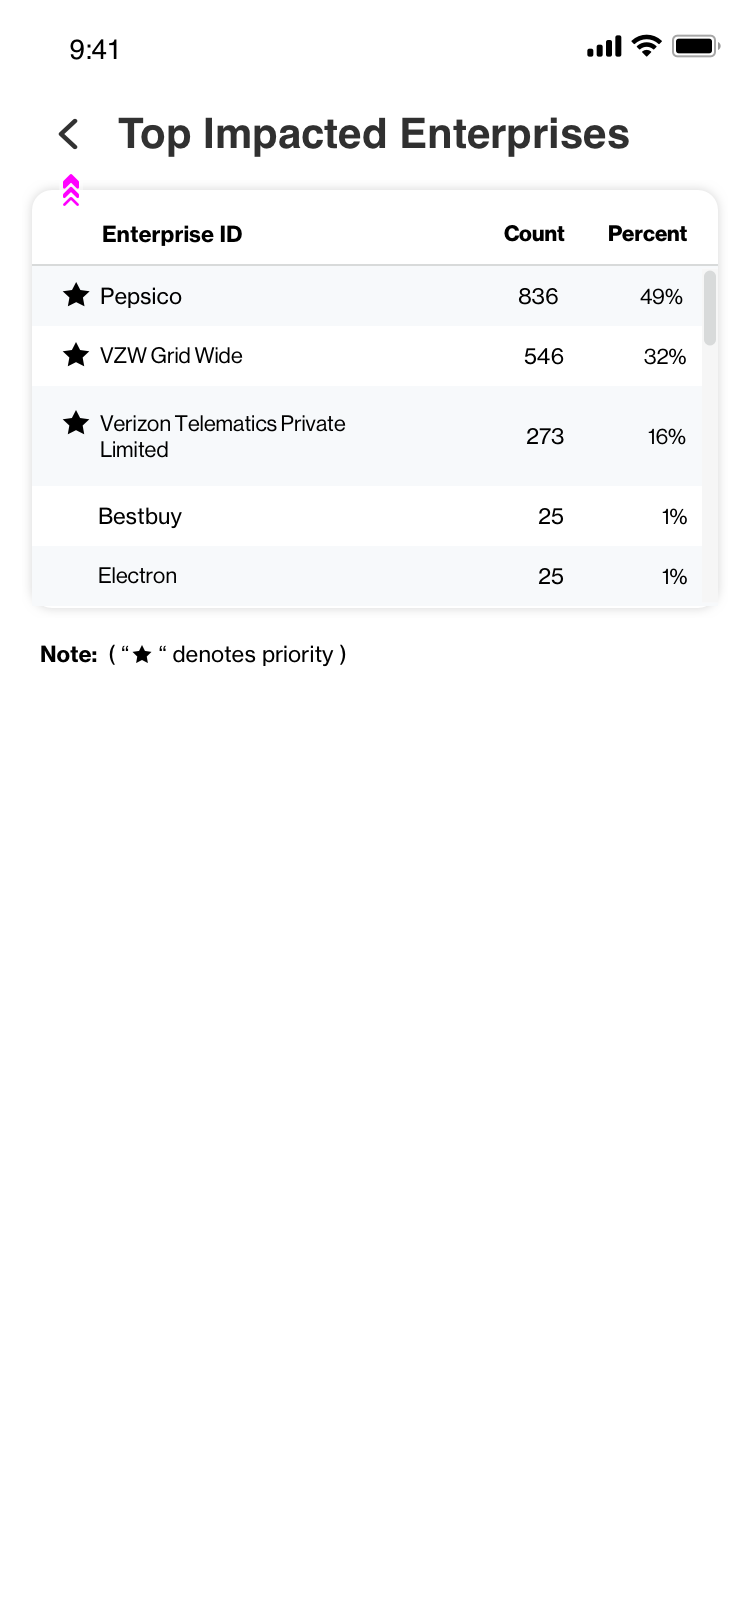 9:41
Top Impacted Enterprises
Enterprise ID Count Percent
★ Pepsico 836 49%
★ VZW Grid Wide 546 32%
★ Verizon Telematics Private
Limited 273 16%
Bestbuy 25 1%
Electron 25 1%
Note: ( “★ “ denotes priority )